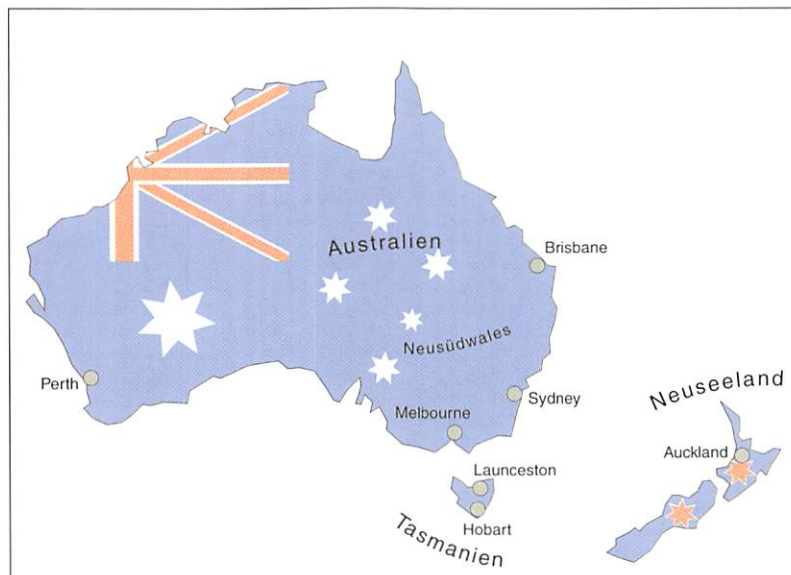 Australien
Brisbane
Neusüdwales
Perth
Sydney
Neuseeland
Melbourne
Auckland
Launceston
Hobart
Tasmanien